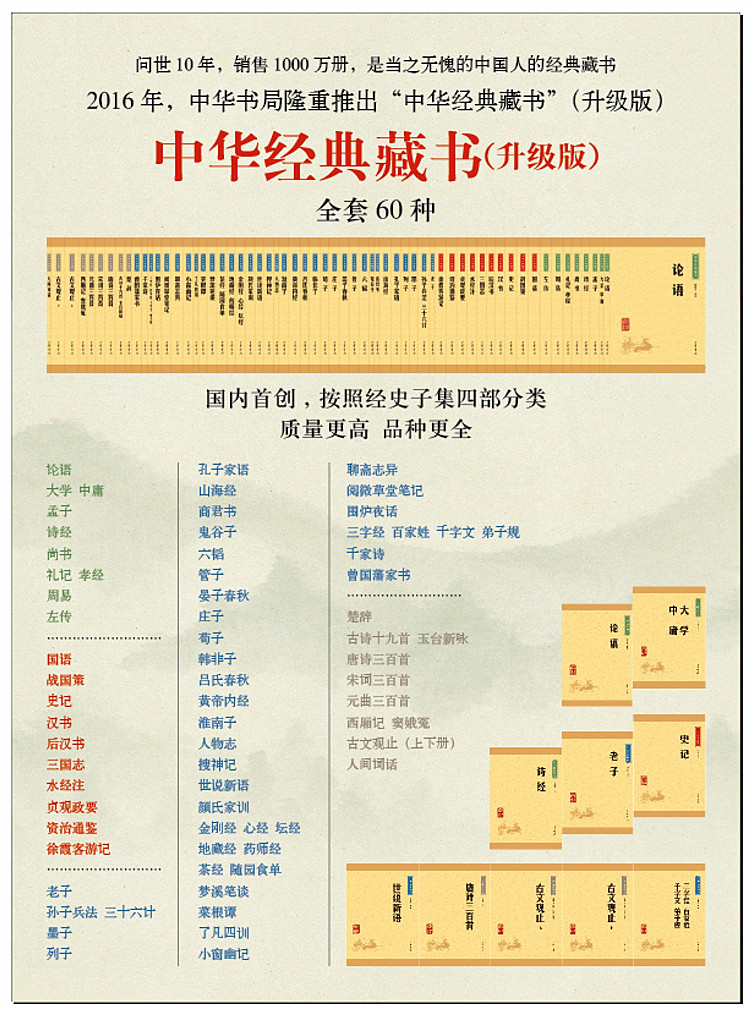 问世 10 年，销售 1000 万册，是当之无愧的中国人的经典藏书
2016 年，中华书局隆重推出“中华经典藏书”（升级版）
中华经典藏书（升级版）
全套 60 种
论语
国内首创，按照经史子集四部分类
质量更高 品种更全
论语
大学 中庸
孟子
诗经
尚书
礼记 孝经
周易
左传
国语
战国策
史记
汉书
后汉书
三国志
水经注
贞观政要
资治通鉴
徐霞客游记
老子
孙子兵法 三十六计
墨子
列子
孔子家语
山海经
商君书
鬼谷子
六韬
管子
晏子春秋
庄子
荀子
韩非子
吕氏春秋
黄帝内经
淮南子
人物志
搜神记
世说新语
颜氏家训
金刚经 心经 坛经
地藏经 药师经
茶经 随园食单
梦溪笔谈
菜根谭
了凡四训
小窗幽记
聊斋志异
阅微草堂笔记
围炉夜话
三字经 百家姓 千字文 弟子规
千家诗
曾国藩家书
楚辞
古诗十九首 玉台新咏
唐诗三百首
宋词三百首
元曲三百首
西厢记 窦娥冤
古文观止（上下册）
人间词话
大学
中庸
论语
史记
老子
诗经
世说新语
唐诗三百首
古文观止
古文观止
三字经 百家姓
千字文 弟子规